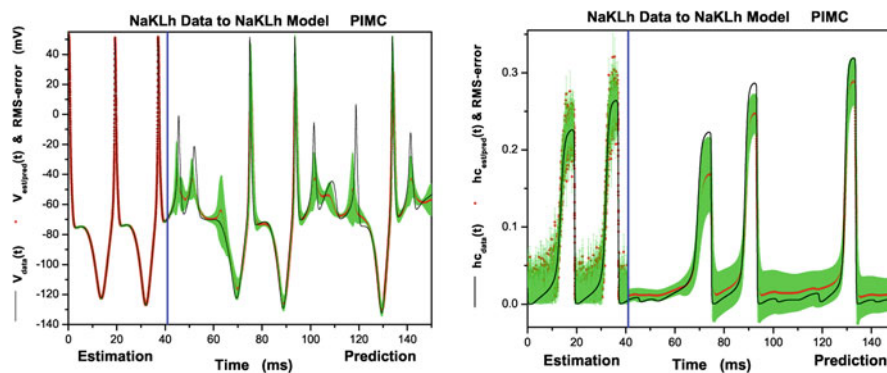 NaKLh Data to NaKLh Model PIMC
V_data(t) • V_est/pred(t) & RMS-error (mV)
40
20
0
-20
-40
-60
-80
-100
-120
-140
0 20 40 60 80 100 120 140
Estimation Time (ms) Prediction
NaKLh Data to NaKLh Model PIMC
hc_data(t) • hc_est/pred(t) & RMS-error
0.3
0.2
0.1
0.0
0 20 40 60 80 100 120 140
Estimation Time (ms) Prediction